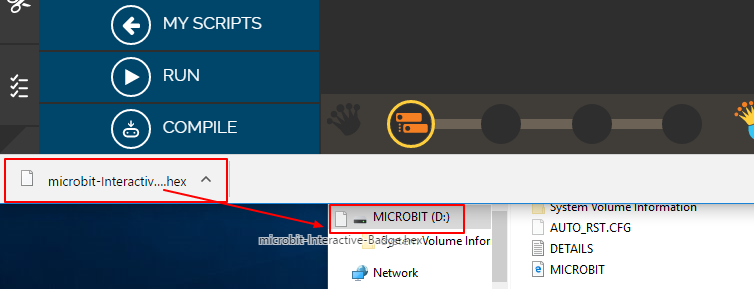 MY SCRIPTS
RUN
COMPILE
microbit-Interactiv....hex
MICROBIT (D:)
microbit-Interactive-Badge.hex
Volume Infor
Network
System Volume Information
AUTO_RST.CFG
DETAILS
MICROBIT